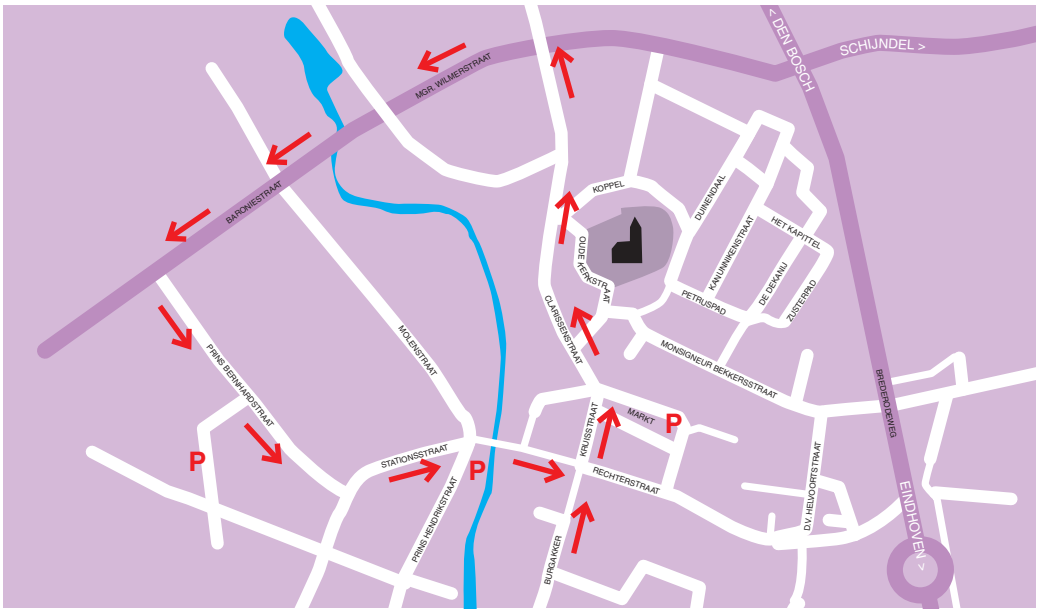 < DEN BOSCH
SCHIJNDEL >
MGR. WILMERSTRAAT
BARONIESTRAAT
KOPPEL
DUINENDAAL
KANUNNIKENSTRAAT
HET KAPITTEL
OUDE KERKSTRAAT
DE DEKANIJ
ZUSTERPAD
PETRUSPAD
CLARISSENSTRAAT
MOLENSTRAAT
PRINS BERNHARDSTRAAT
MONSIGNEUR BEKKERSSTRAAT
BREDERODEWEG
MARKT
P
KRUISSTRAAT
STATIONSSTRAAT
P
P
RECHTERSTRAAT
D.V. HELVOORTSTRAAT
PRINS HENDRIKSTRAAT
BURGAKKER
EINDHOVEN >